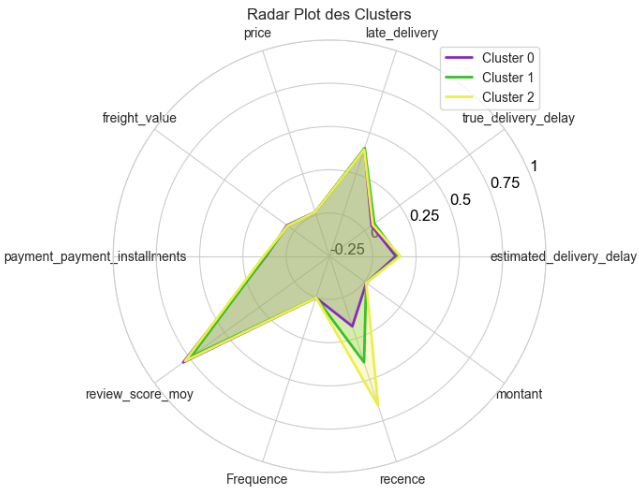 Radar Plot des Clusters
price
late_delivery
Cluster 0
Cluster 1
Cluster 2
freight_value
true_delivery_delay
1
0.75
0.5
0.25
0
-0.25
payment_payment_installments
estimated_delivery_delay
review_score_moy
montant
Frequence
recence